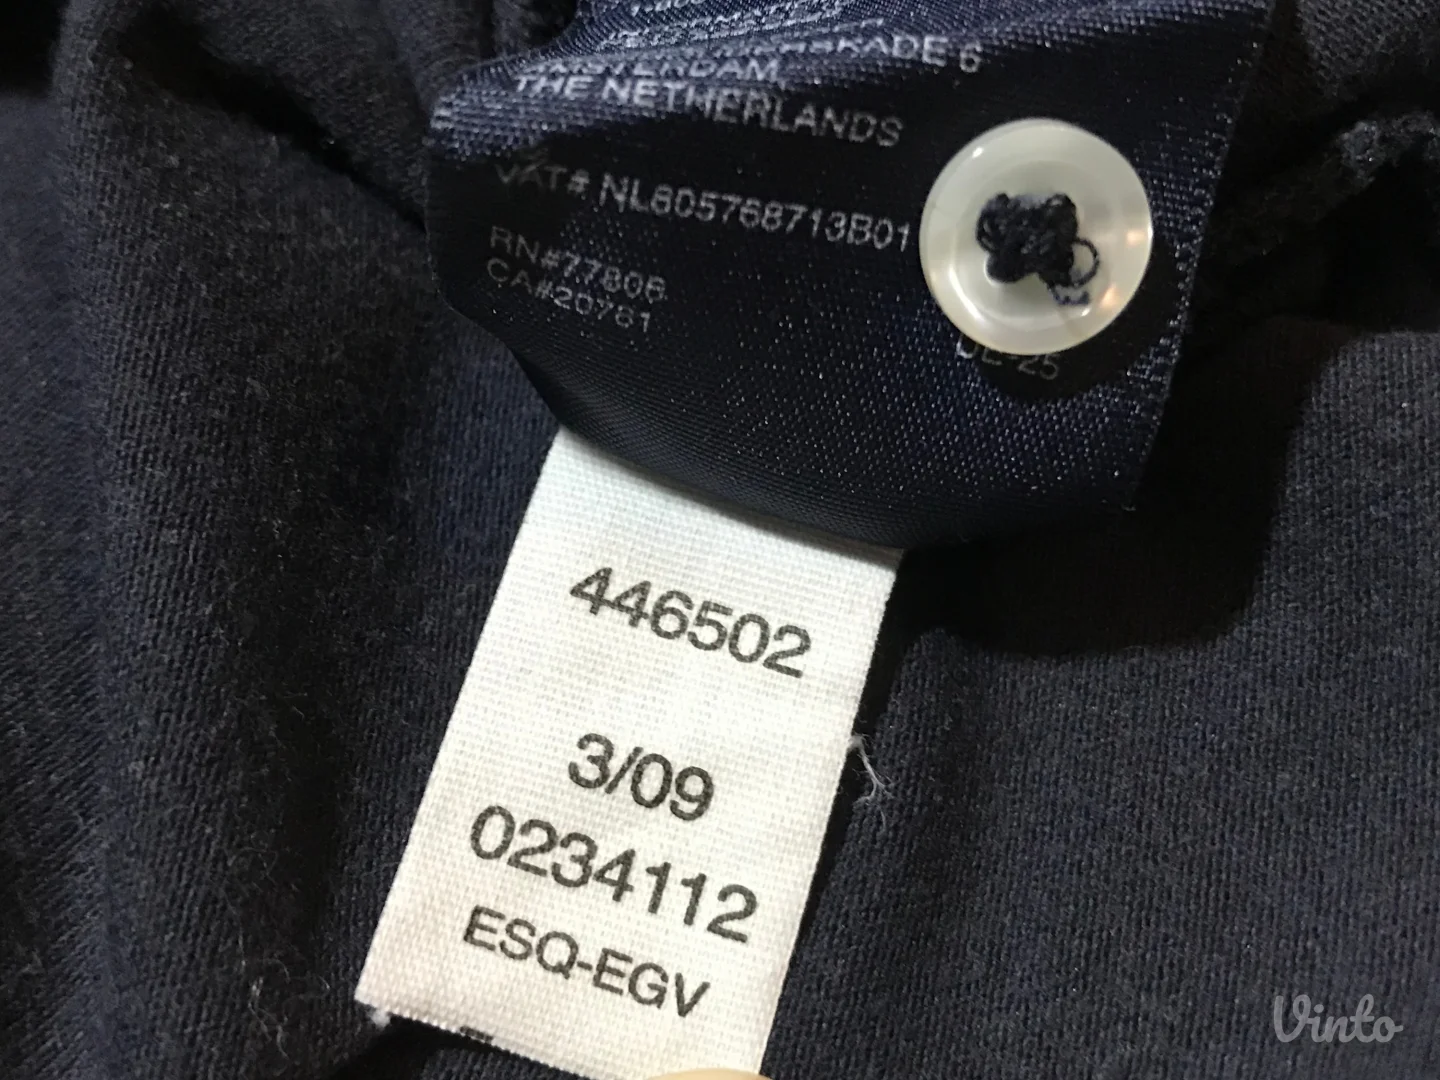 THE NETHERLANDS
VAT# NL805768713B01
RN#77806
CA#20761
446502
3/09
0234112
ESQ-EGV
Vinto